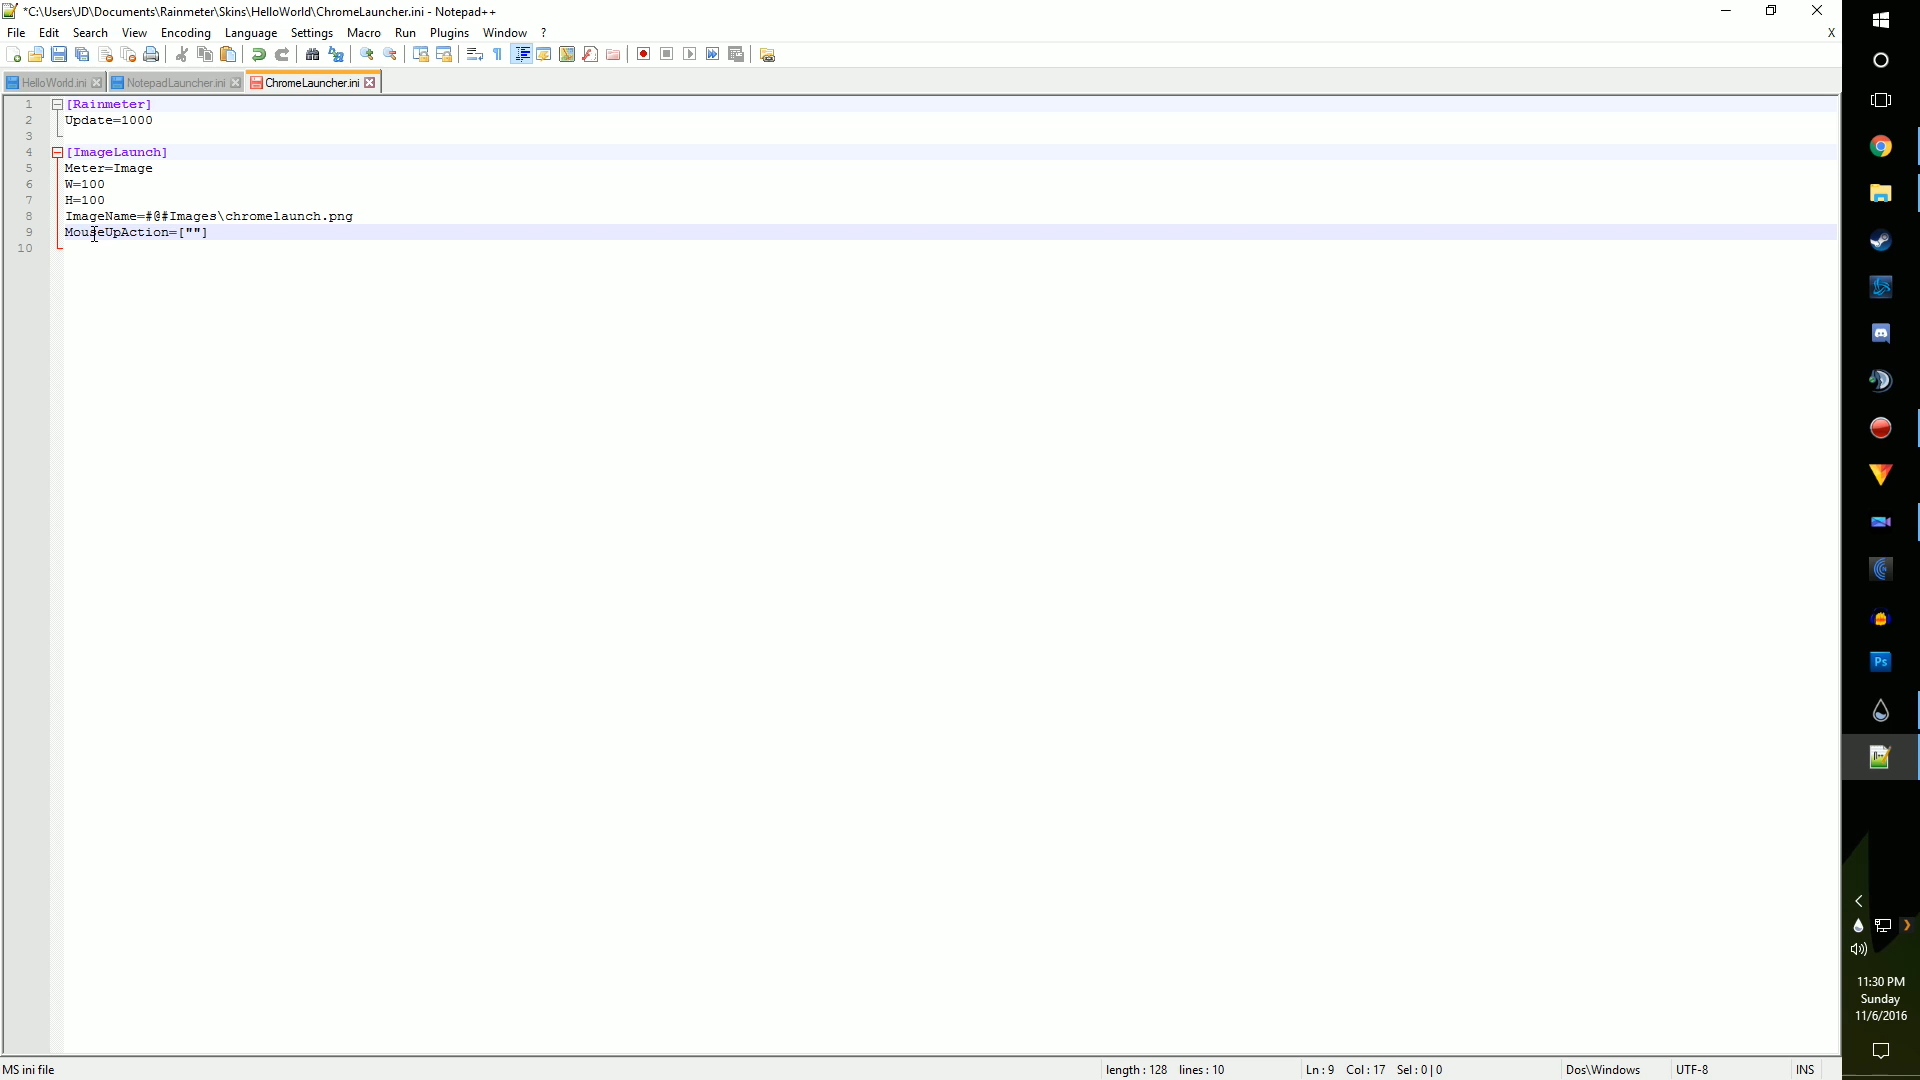 *C:\Users\JD\Documents\Rainmeter\Skins\HelloWorld\ChromeLauncher.ini - Notepad++
File Edit Search View Encoding Language Settings Macro Run Plugins Window ? X
HelloWorld.ini NotepadLauncher.ini ChromeLauncher.ini
1 [Rainmeter]
2 Update=1000
3
4 [ImageLaunch]
5 Meter=Image
6 W=100
7 H=100
8 ImageName=#@#Images\chromelaunch.png
9 MouseUpAction=[""]
10
Ps
11:30 PM
Sunday
11/6/2016
MS ini file length : 128 lines : 10 Ln : 9 Col : 17 Sel : 0 | 0 Dos\Windows UTF-8 INS